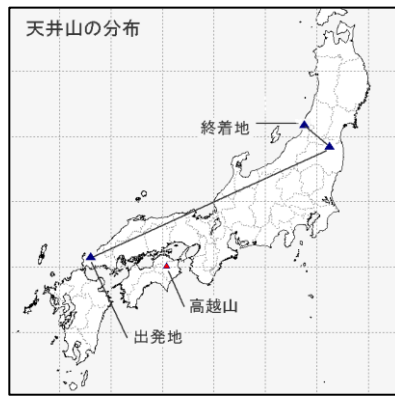 天井山の分布
終着地
高越山
出発地